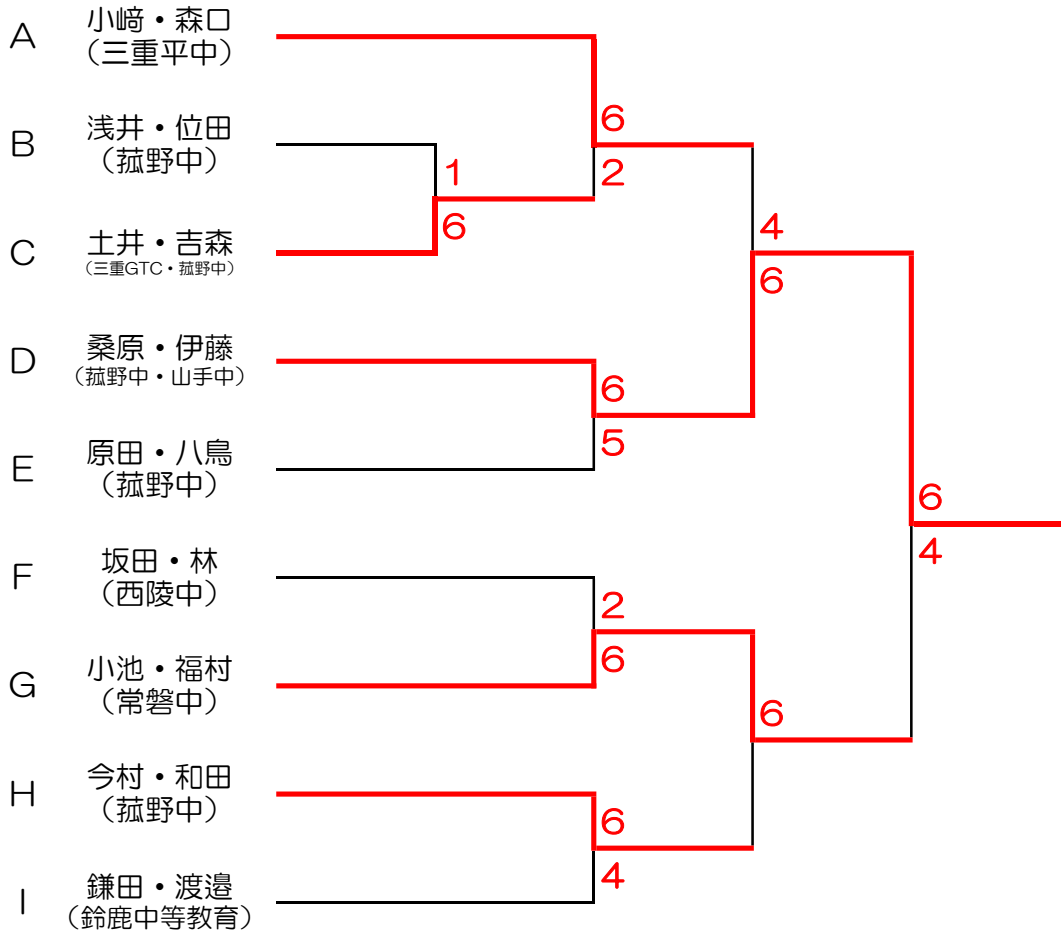 A
小﨑・森口
（三重平中）
6
2
B
浅井・位田
（菰野中）
1
6
C
土井・吉森
（三重GTC・菰野中）
4
6
D
桑原・伊藤
（菰野中・山手中）
6
5
E
原田・八鳥
（菰野中）
6
4
F
坂田・林
（西陵中）
2
6
G
小池・福村
（常磐中）
6
H
今村・和田
（菰野中）
6
4
I
鎌田・渡邉
（鈴鹿中等教育）